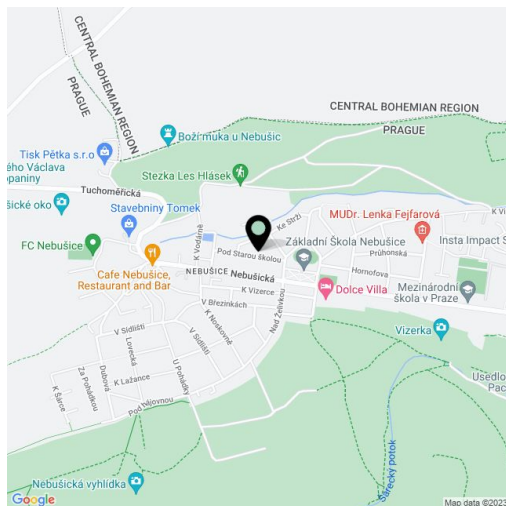 CENTRAL BOHEMIAN REGION
PRAGUE
CENTRAL BOHEMIAN REGION
PRAGUE
Boží muka u Nebušic
Tisk Pětka s.r.o
ého Václava
opaniny
Stezka Les Hlásek
Tuchoměřická
šické oko
Stavebniny Tomek
Ke Strži
MUDr. Lenka Fejfarová
K Vi
FC Nebušice
K Vodárně
Pod Starou školou
Základní Škola Nebušice
Průhonská
Insta Impact S
Cafe Nebušice,
Restaurant and Bar
NEBUŠICE
Nebušická
Hornofova
K Vizerce
Dolce Villa
Mezinárodní
škola v Praze
V Březinkách
Nad Želivkou
K Noskovně
V Sídlišti
V Sídlišti
Vizerka
Lovecká
U Pohádky
Dubová
K Lažance
Za Pohádkou
K Šárce
Pod hájovnou
Usedlo
Pac
Šárecký potok
Nebušická vyhlídka
Google
Map data ©2023